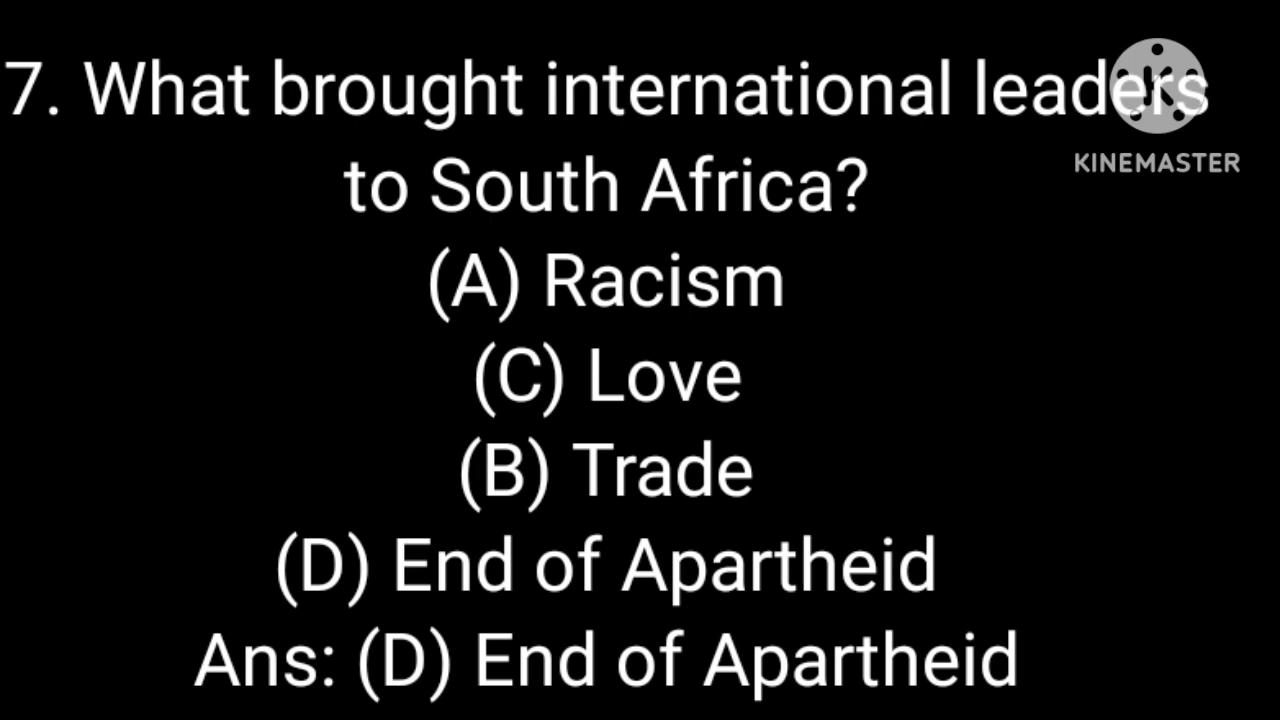 7. What brought international leaders
to South Africa?
(A) Racism
(C) Love
(B) Trade
(D) End of Apartheid
Ans: (D) End of Apartheid
KINEMASTER